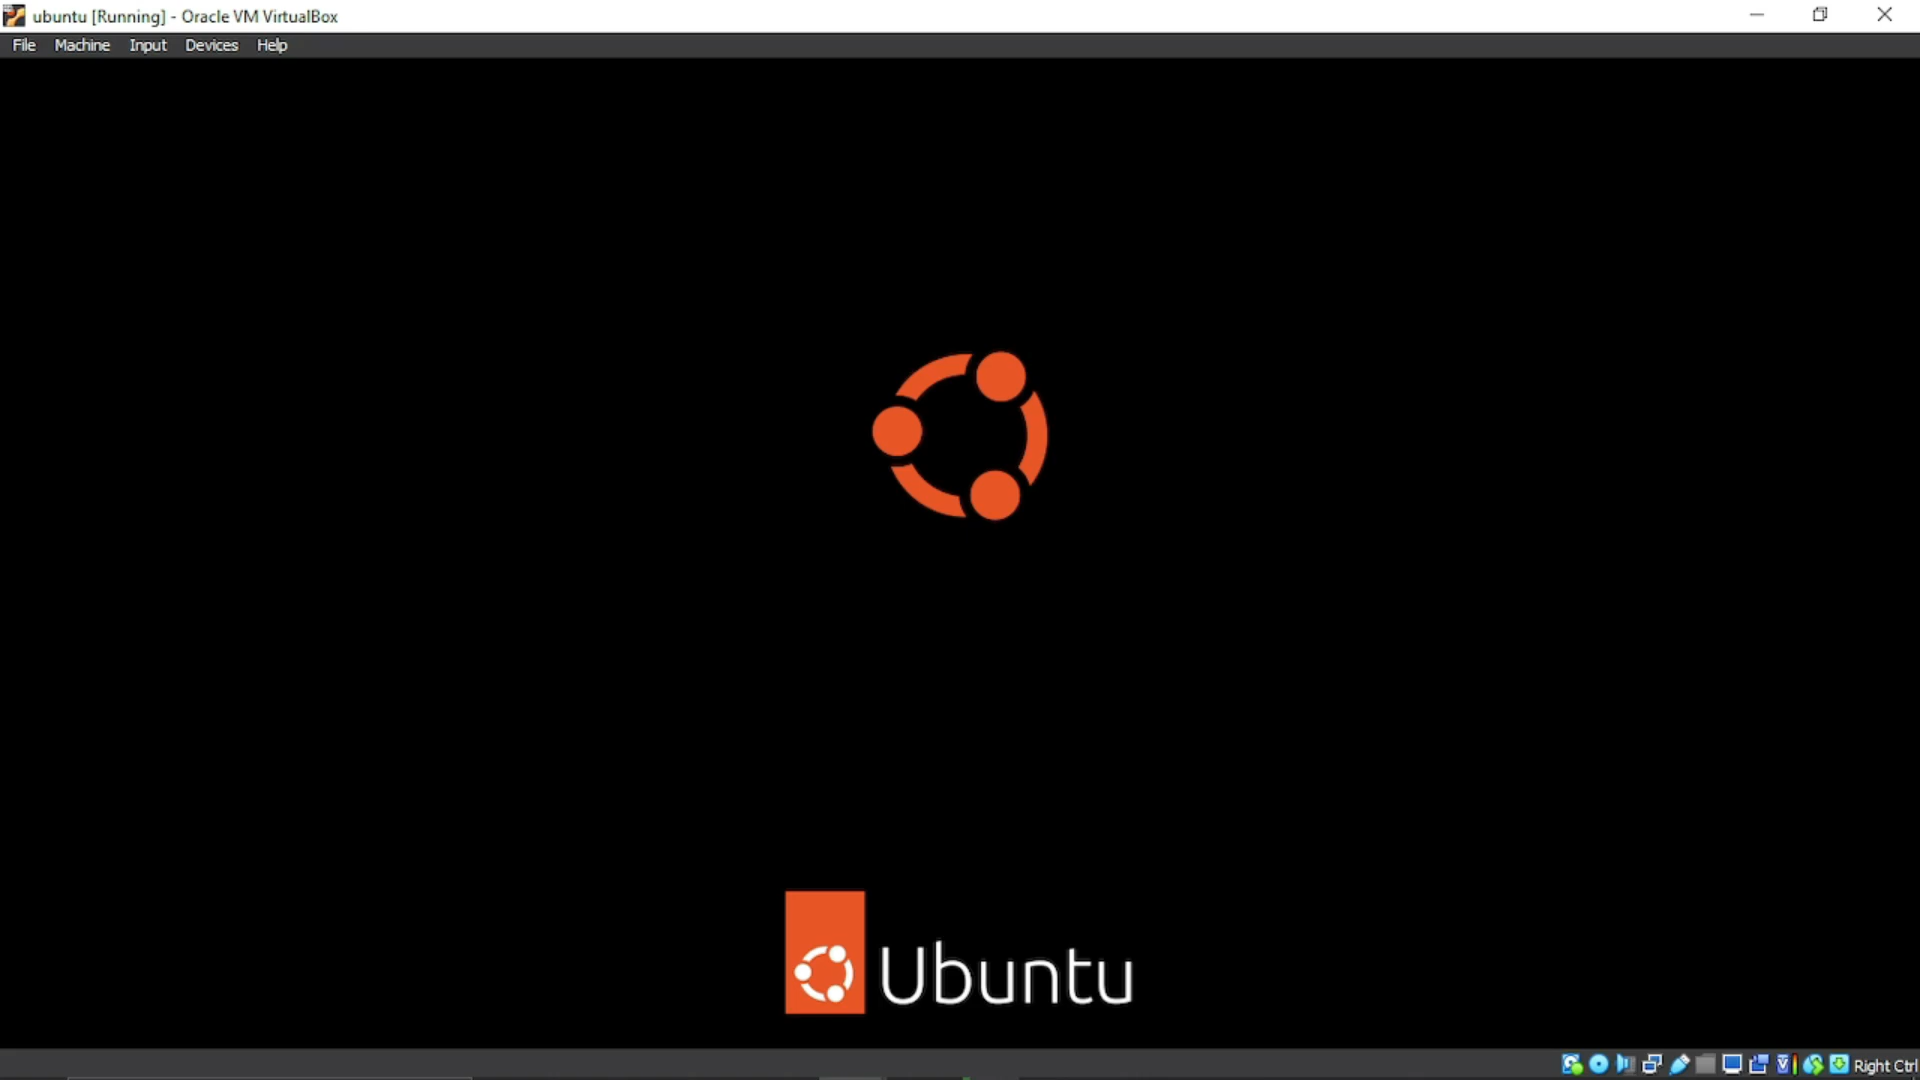 ubuntu [Running] - Oracle VM VirtualBox
File Machine Input Devices Help
Ubuntu
Right Ctrl